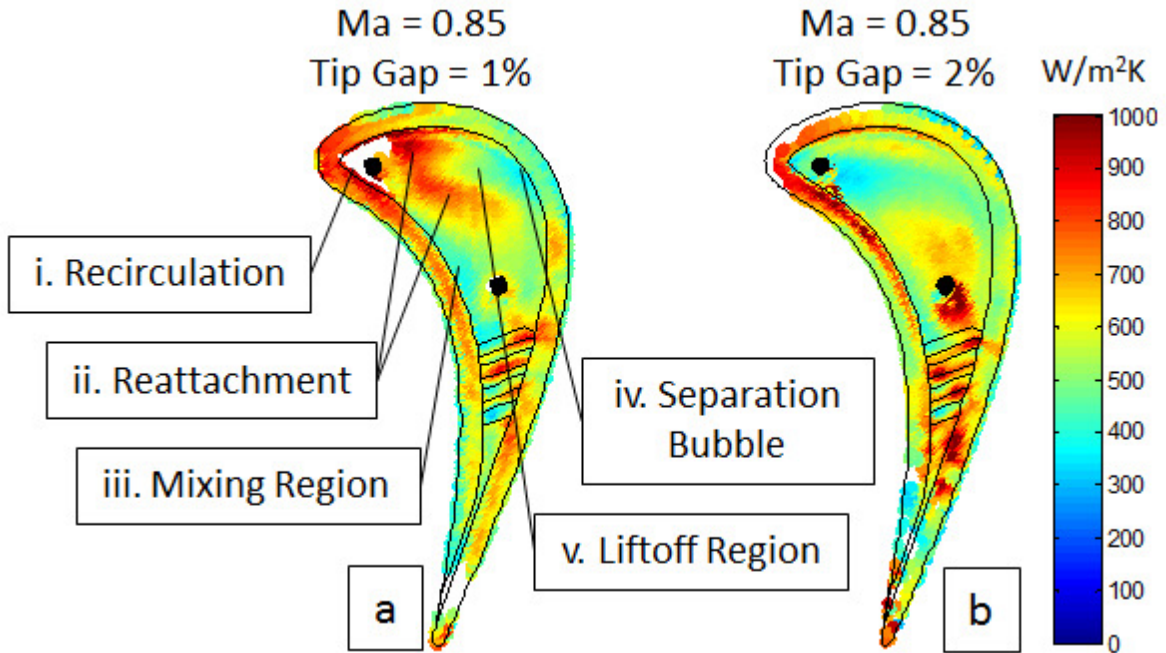 Ma = 0.85
Tip Gap = 1%
Ma = 0.85
Tip Gap = 2%
W/m²K
i. Recirculation
ii. Reattachment
iii. Mixing Region
iv. Separation
Bubble
v. Liftoff Region
a
b
1000
900
800
700
600
500
400
300
200
100
0